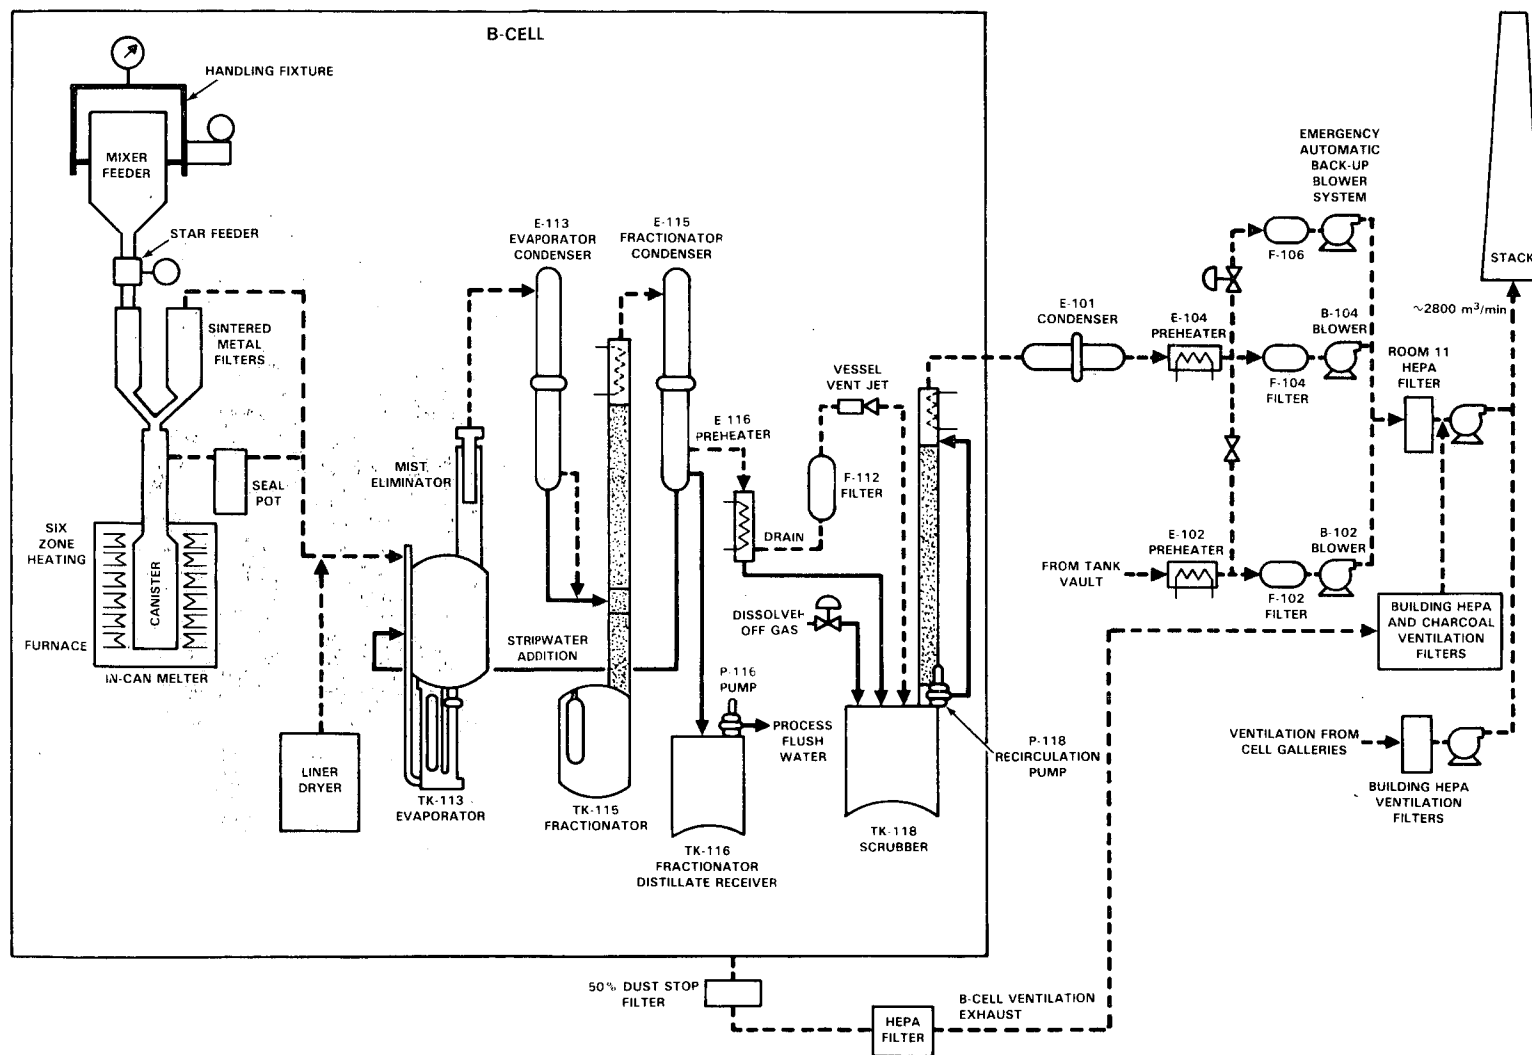 B-CELL
HANDLING FIXTURE
MIXER
FEEDER
STAR FEEDER
SINTERED
METAL
FILTERS
SEAL
POT
SIX
ZONE
HEATING
CANISTER
FURNACE
IN-CAN MELTER
LINER
DRYER
MIST
ELIMINATOR
TK-113
EVAPORATOR
E-113
EVAPORATOR
CONDENSER
E-115
FRACTIONATOR
CONDENSER
STRIPWATER
ADDITION
TK-115
FRACTIONATOR
E 116
PREHEATER
P-116
PUMP
PROCESS
FLUSH
WATER
TK-116
FRACTIONATOR
DISTILLATE RECEIVER
VESSEL
VENT JET
F-112
FILTER
DRAIN
OFF GAS
TK-118
SCRUBBER
P-118
RECIRCULATION
PUMP
E-101
CONDENSER
E-104
PREHEATER
EMERGENCY
AUTOMATIC
BACK-UP
BLOWER
SYSTEM
F-106
B-104
BLOWER
F-104
FILTER
ROOM 11
HEPA
FILTER
~2800 m³/min
STACK
FROM TANK
VAULT
E-102
PREHEATER
B-102
BLOWER
F-102
FILTER
BUILDING HEPA
AND CHARCOAL
VENTILATION
FILTERS
VENTILATION FROM
CELL GALLERIES
BUILDING HEPA
VENTILATION
FILTERS
50% DUST STOP
FILTER
HEPA
FILTER
B-CELL VENTILATION
EXHAUST